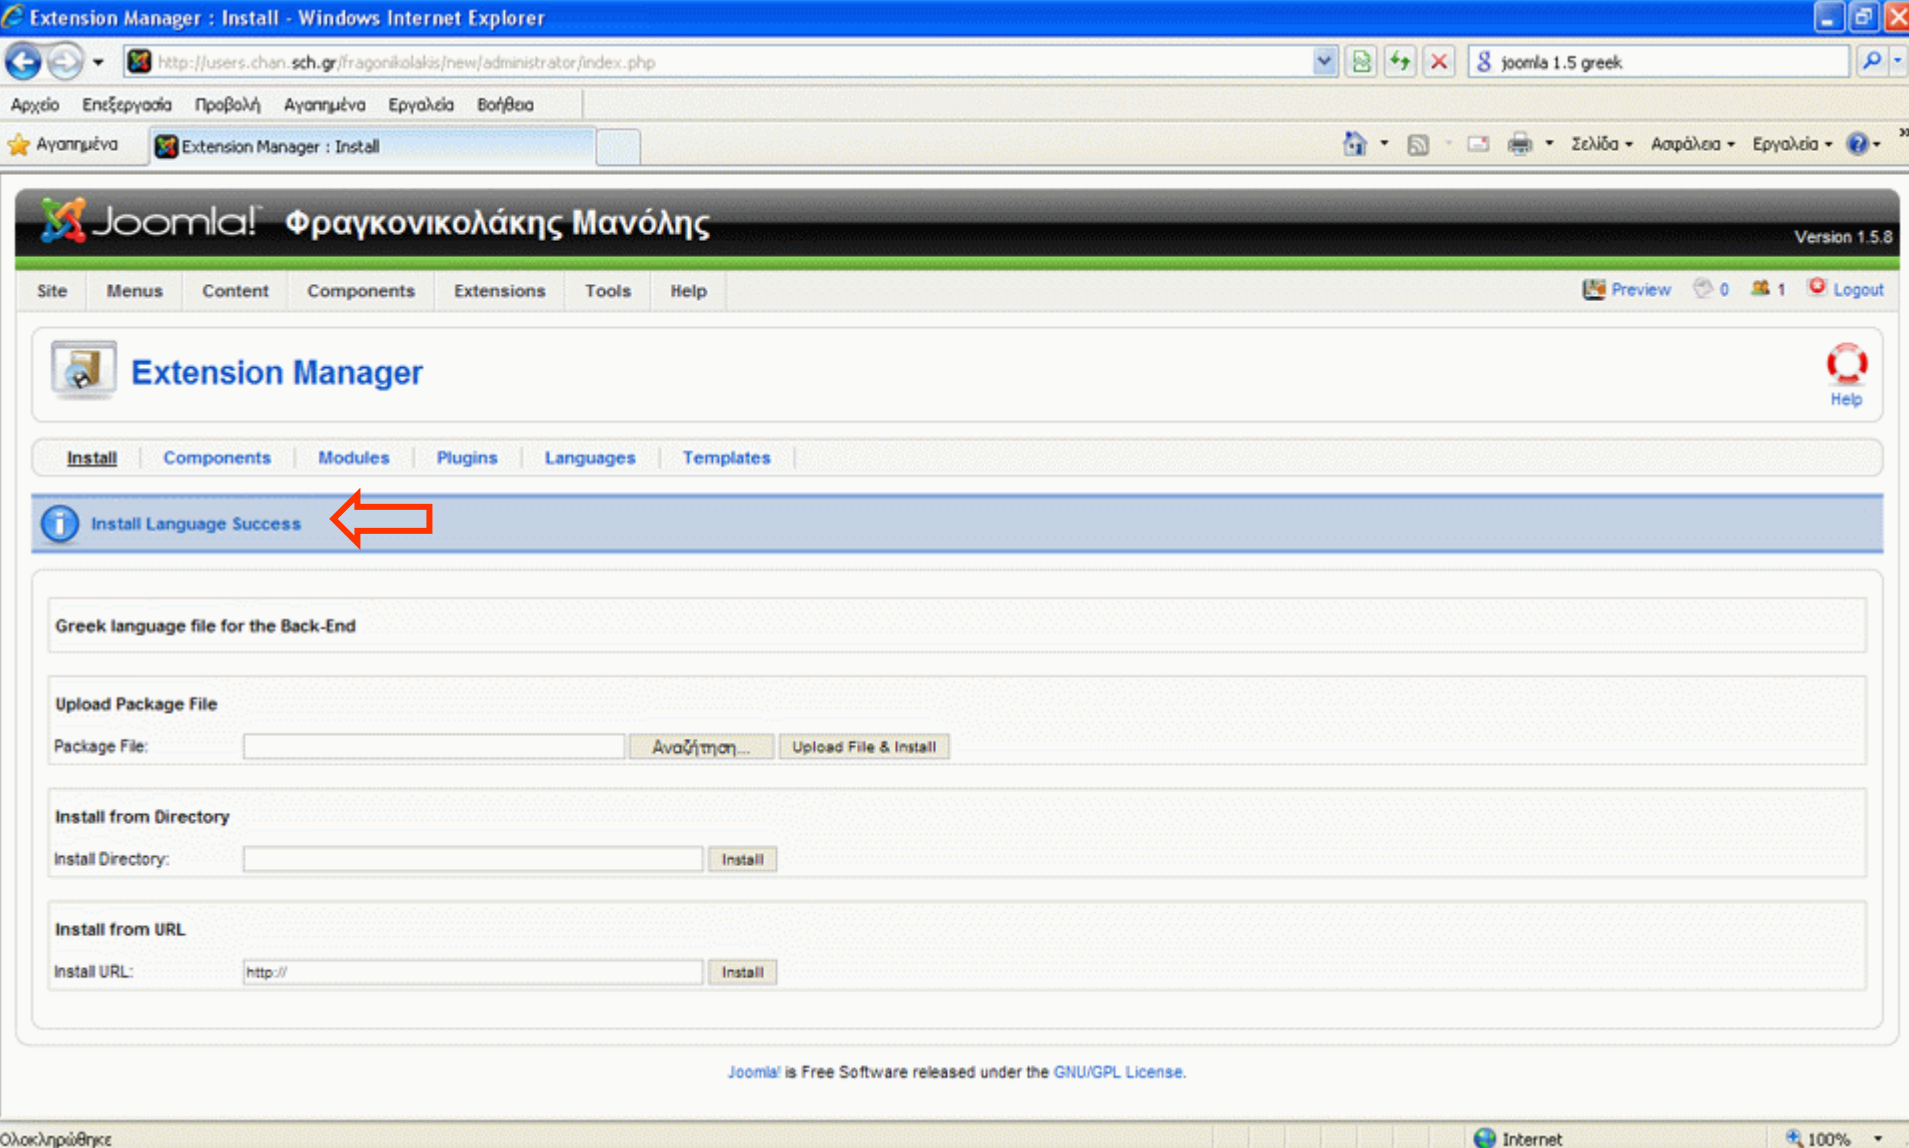 Extension Manager : Install - Windows Internet Explorer
http://users.chan.sch.gr/fragonikolakis/new/administrator/index.php
joomla 1.5 greek
Αρχείο Επεξεργασία Προβολή Αγαπημένα Εργαλεία Βοήθεια
Αγαπημένα Extension Manager : Install Σελίδα Ασφάλεια Εργαλεία
Joomla! Φραγκονικολάκης Μανόλης
Version 1.5.8
Site Menus Content Components Extensions Tools Help Preview 0 1 Logout
Extension Manager
Help
Install Components Modules Plugins Languages Templates
Install Language Success
Greek language file for the Back-End
Upload Package File
Package File: Αναζήτηση... Upload File & Install
Install from Directory
Install Directory: Install
Install from URL
Install URL: http:// Install
Joomla! is Free Software released under the GNU/GPL License.
Ολοκληρώθηκε Internet 100%